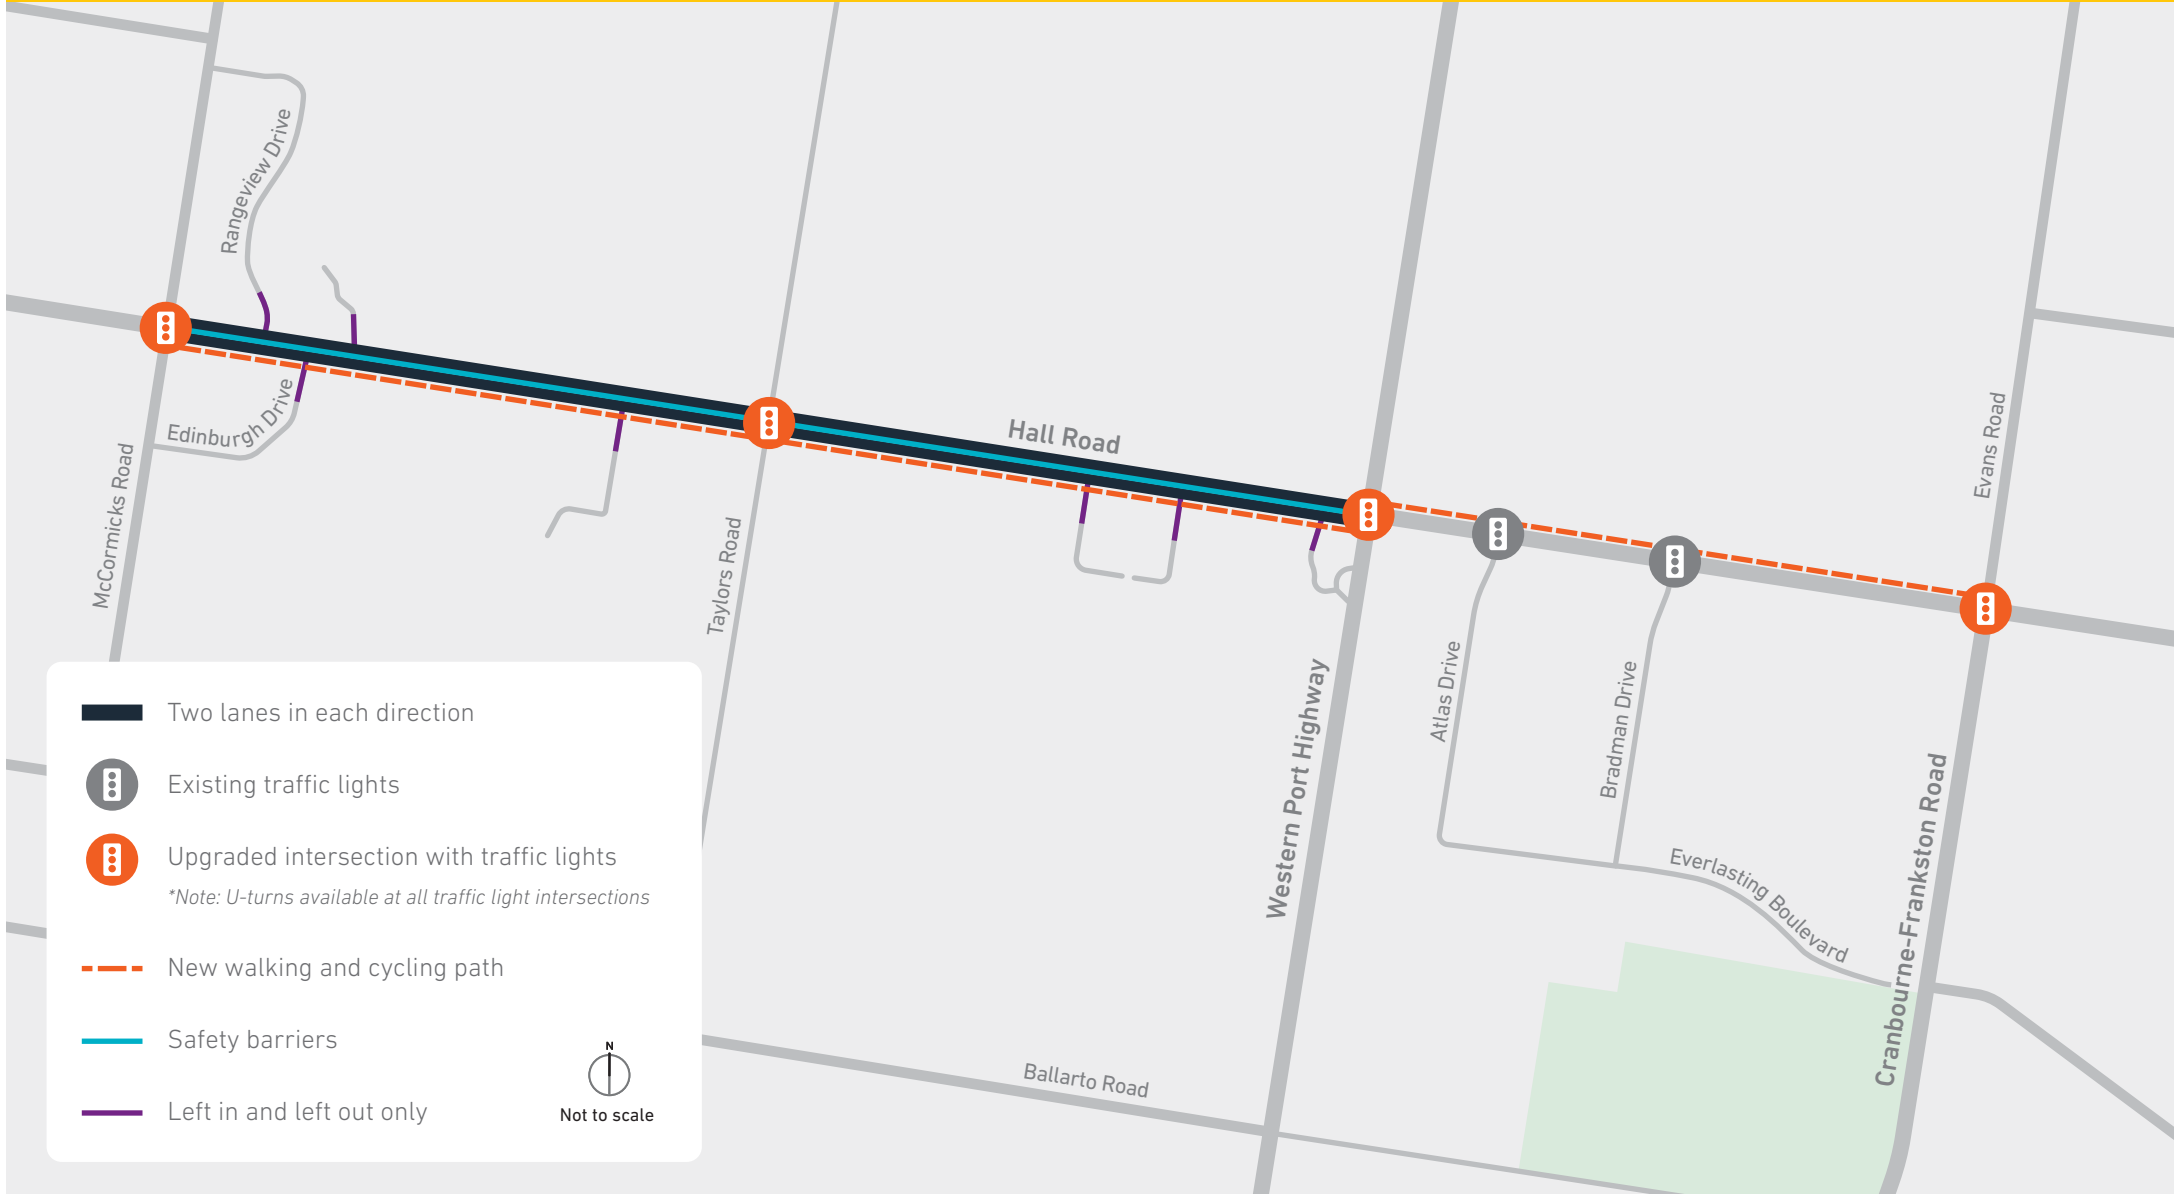 Rangeview Drive
Edinburgh Drive
McCormicks Road
Taylors Road
Hall Road
Evans Road
Western Port Highway
Atlas Drive
Bradman Drive
Everlasting Boulevard
Cranbourne-Frankston Road
Ballarto Road
Two lanes in each direction
Existing traffic lights
Upgraded intersection with traffic lights
*Note: U-turns available at all traffic light intersections
New walking and cycling path
Safety barriers
Left in and left out only
N
Not to scale